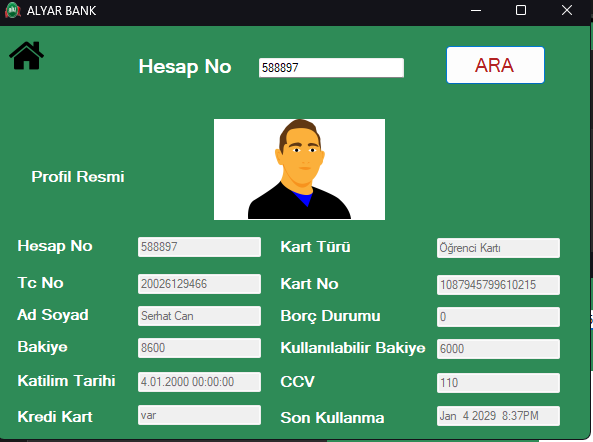 ALYAR BANK
Hesap No 588897 ARA
Profil Resmi
Hesap No 588897 Kart Türü Öğrenci Kartı
Tc No 20026129466 Kart No 1087945799610215
Ad Soyad Serhat Can Borç Durumu 0
Bakiye 8600 Kullanılabilir Bakiye 6000
Katilim Tarihi 4.01.2000 00:00:00 CCV 110
Kredi Kart var Son Kullanma Jan 4 2029 8:37PM